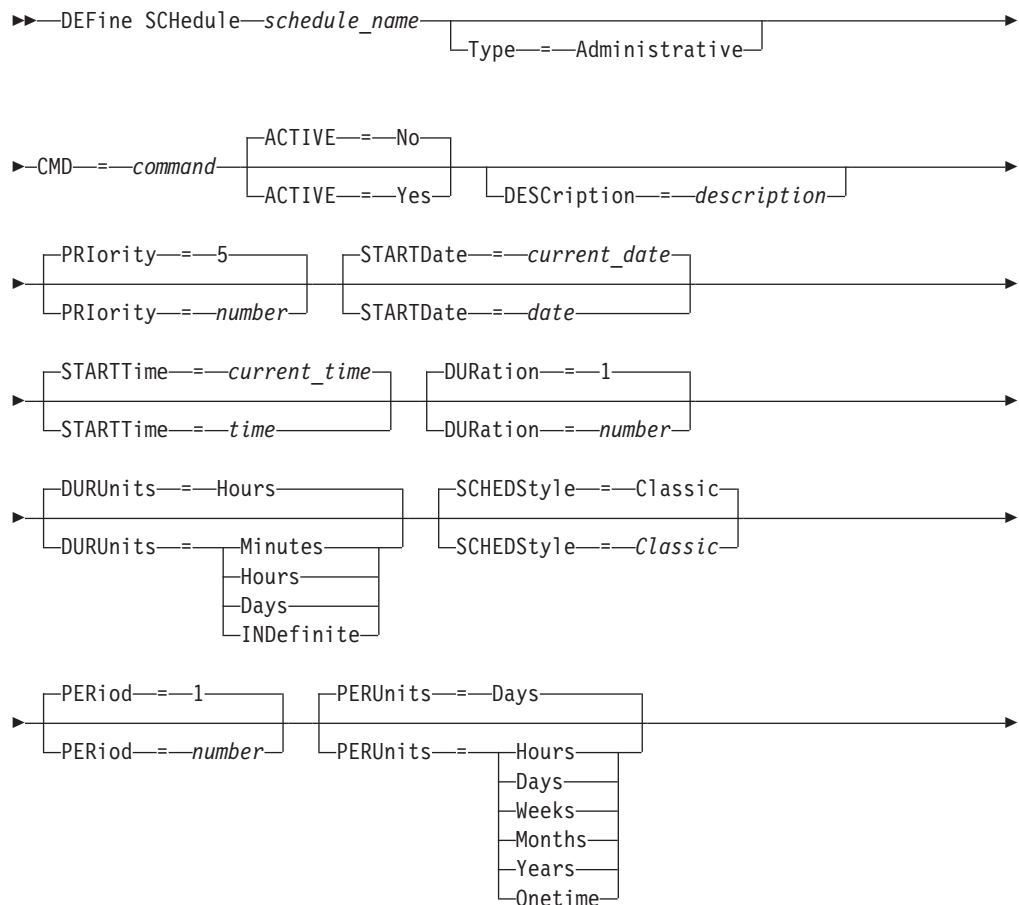 DEFine SCHedule schedule_name
Type = Administrative
CMD = command
ACTIVE = No
ACTIVE = Yes
DESCription = description
PRIority = 5
PRIority = number
STARTDate = current_date
STARTDate = date
STARTTime = current_time
STARTTime = time
DURation = 1
DURation = number
DURUnits = Hours
DURUnits = Minutes
Hours
Days
INDefinite
SCHEDStyle = Classic
SCHEDStyle = Classic
PERiod = 1
PERiod = number
PERUnits = Days
PERUnits = Hours
Days
Weeks
Months
Years
Onetime